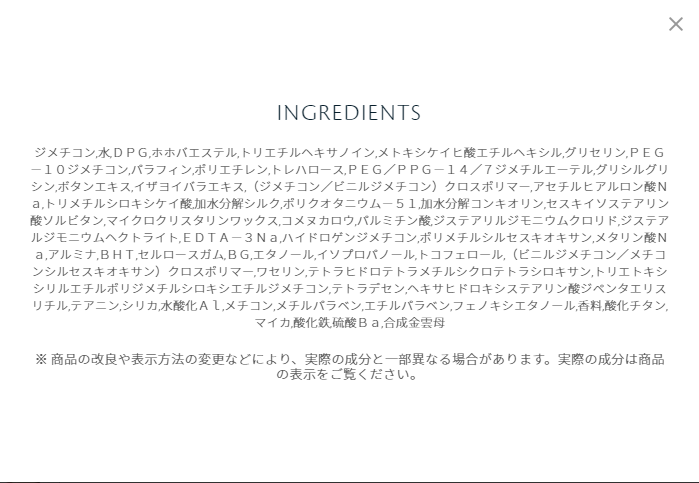 INGREDIENTS
ジメチコン,水,ＤＰＧ,ホホバエステル,トリエチルヘキサノイン,メトキシケイヒ酸エチルヘキシル,グリセリン,ＰＥＧ
－１０ジメチコン,パラフィン,ポリエチレン,トレハロース,ＰＥＧ／ＰＰＧ－１４／７ジメチルエーテル,グリシルグリ
シン,ボタンエキス,イザヨイバラエキス,（ジメチコン／ビニルジメチコン）クロスポリマー,アセチルヒアルロン酸Ｎ
ａ,トリメチルシロキシケイ酸,加水分解シルク,ポリクオタニウム－５１,加水分解コンキオリン,セスキイソステアリン
酸ソルビタン,マイクロクリスタリンワックス,コメヌカロウ,パルミチン酸,ジステアリルジモニウムクロリド,ジステア
ルジモニウムヘクトライト,ＥＤＴＡ－３Ｎａ,ハイドロゲンジメチコン,ポリメチルシルセスキオキサン,メタリン酸Ｎ
ａ,アルミナ,ＢＨＴ,セルロースガム,ＢＧ,エタノール,イソプロパノール,トコフェロール,（ビニルジメチコン／メチコ
ンシルセスキオキサン）クロスポリマー,ワセリン,テトラヒドロテトラメチルシクロテトラシロキサン,トリエトキシ
シリルエチルポリジメチルシロキシエチルジメチコン,テトラデセン,ヘキサヒドロキシステアリン酸ジペンタエリス
リチル,テアニン,シリカ,水酸化Ａｌ,メチコン,メチルパラベン,エチルパラベン,フェノキシエタノール,香料,酸化チタン,
マイカ,酸化鉄,硫酸Ｂａ,合成金雲母
※ 商品の改良や表示方法の変更などにより、実際の成分と一部異なる場合があります。実際の成分は商品
の表示をご覧ください。